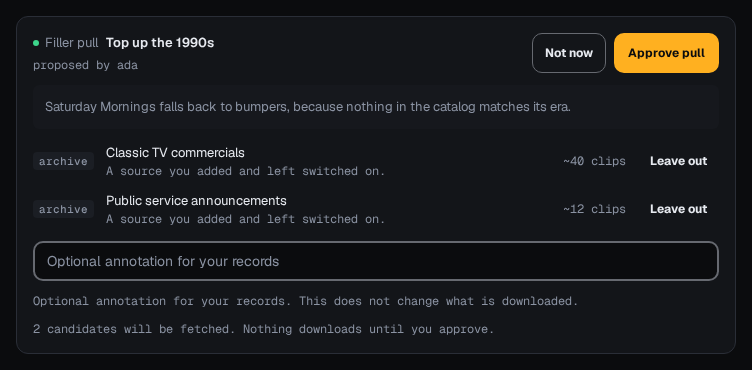 Filler pull Top up the 1990s
proposed by ada
Not now
Approve pull
Saturday Mornings falls back to bumpers, because nothing in the catalog matches its era.
archive
Classic TV commercials
A source you added and left switched on.
~40 clips
Leave out
archive
Public service announcements
A source you added and left switched on.
~12 clips
Leave out
Optional annotation for your records
Optional annotation for your records. This does not change what is downloaded.
2 candidates will be fetched. Nothing downloads until you approve.